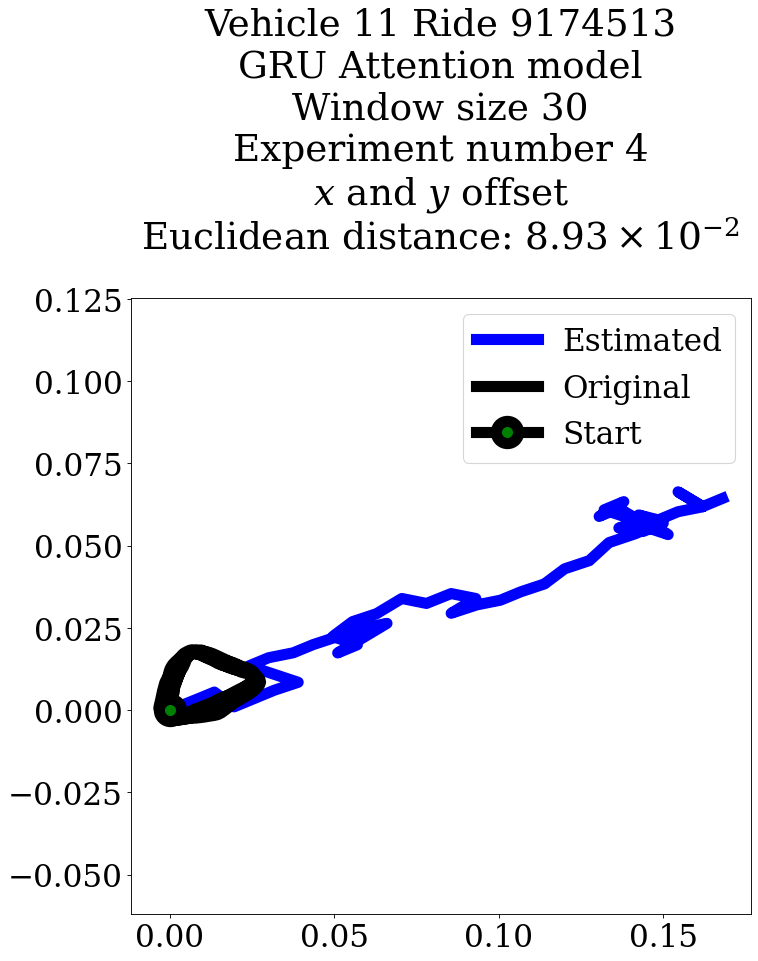 Vehicle 11 Ride 9174513
GRU Attention model
Window size 30
Experiment number 4
x and y offset
Euclidean distance: 8.93 × 10⁻²
0.125
0.100
0.075
0.050
0.025
0.000
−0.025
−0.050
Estimated
Original
Start
0.00 0.05 0.10 0.15